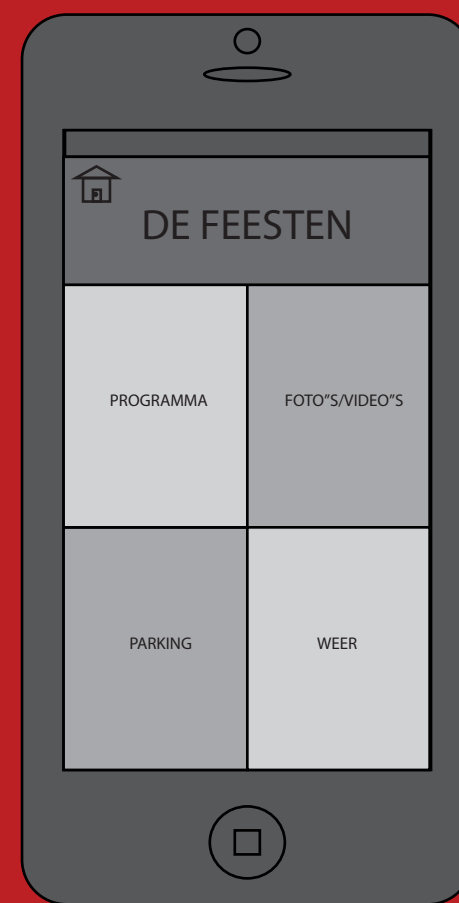 DE FEESTEN
PROGRAMMA
FOTO"S/VIDEO"S
PARKING
WEER